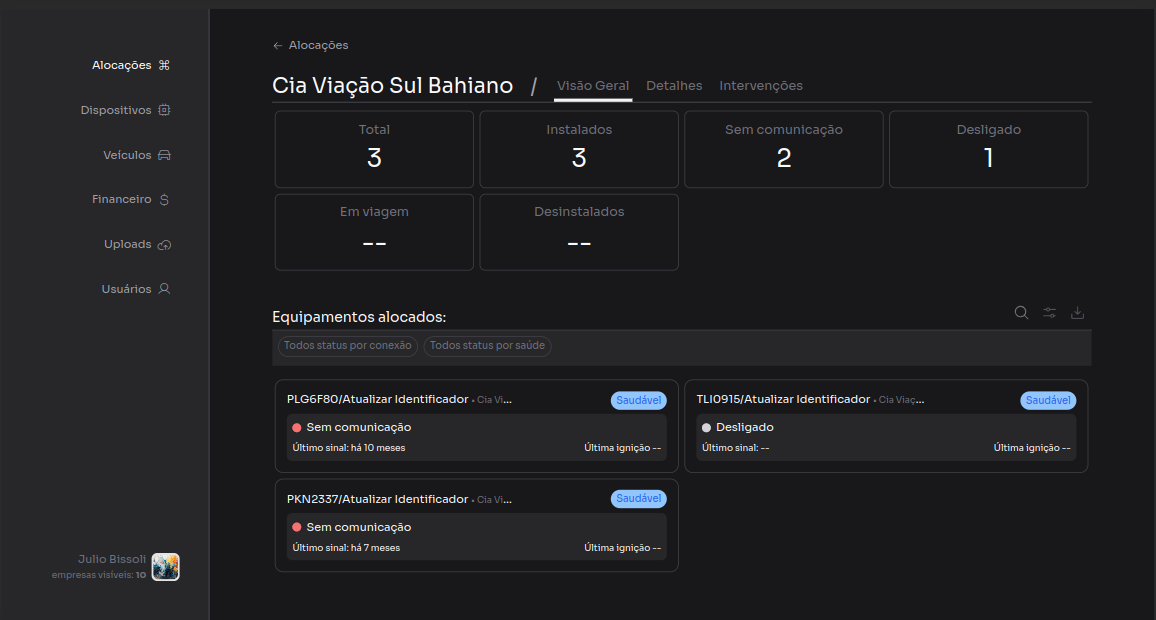 Alocações
Dispositivos
Veículos
Financeiro
Uploads
Usuários
Julio Bissoli
empresas visíveis: 10
← Alocações
Cia Viação Sul Bahiano / Visão Geral Detalhes Intervenções
Total Instalados Sem comunicação Desligado
3 3 2 1
Em viagem Desinstalados
-- --
Equipamentos alocados:
Todos status por conexão Todos status por saúde
PLG6F80/Atualizar Identificador • Cia Vi... Saudável
Sem comunicação
Último sinal: há 10 meses Última ignição --
TLI0915/Atualizar Identificador • Cia Viaç... Saudável
Desligado
Último sinal: -- Última ignição --
PKN2337/Atualizar Identificador • Cia Vi... Saudável
Sem comunicação
Último sinal: há 7 meses Última ignição --